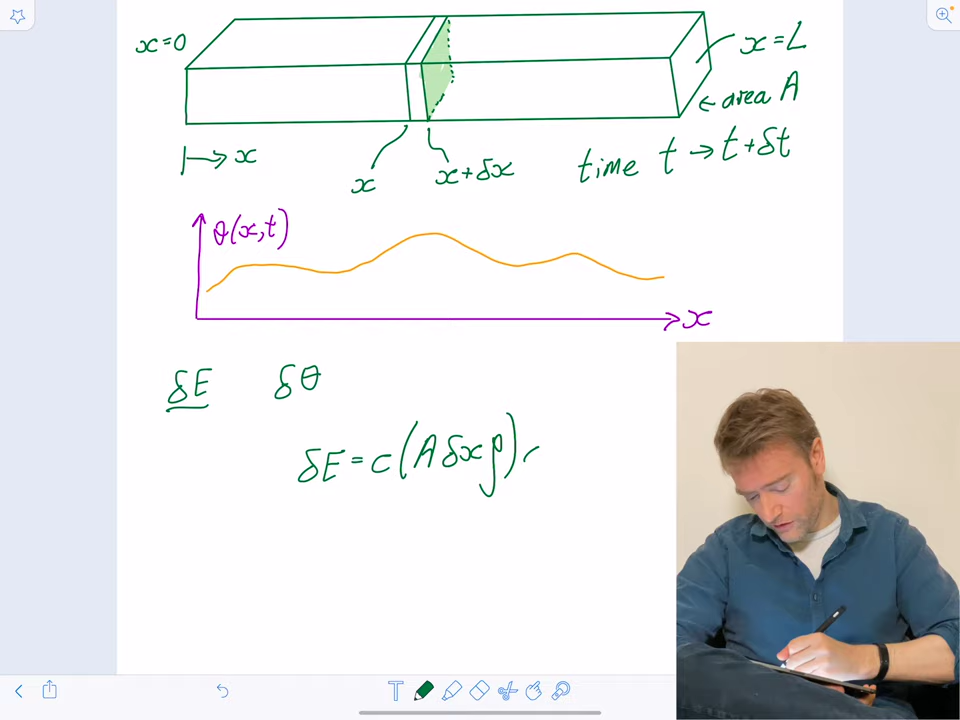 x=0
x=L
← area A
x
x
x+δx
time t → t+δt
θ(x,t)
x
δE δθ
δE = c(Aδxρ)
T